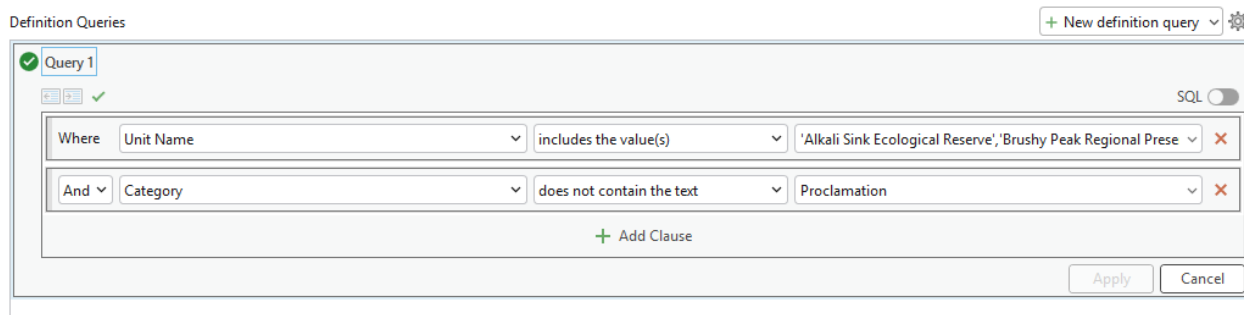 Definition Queries
+ New definition query
Query 1
SQL
Where Unit Name includes the value(s) 'Alkali Sink Ecological Reserve','Brushy Peak Regional Prese
And Category does not contain the text Proclamation
+ Add Clause
Apply Cancel